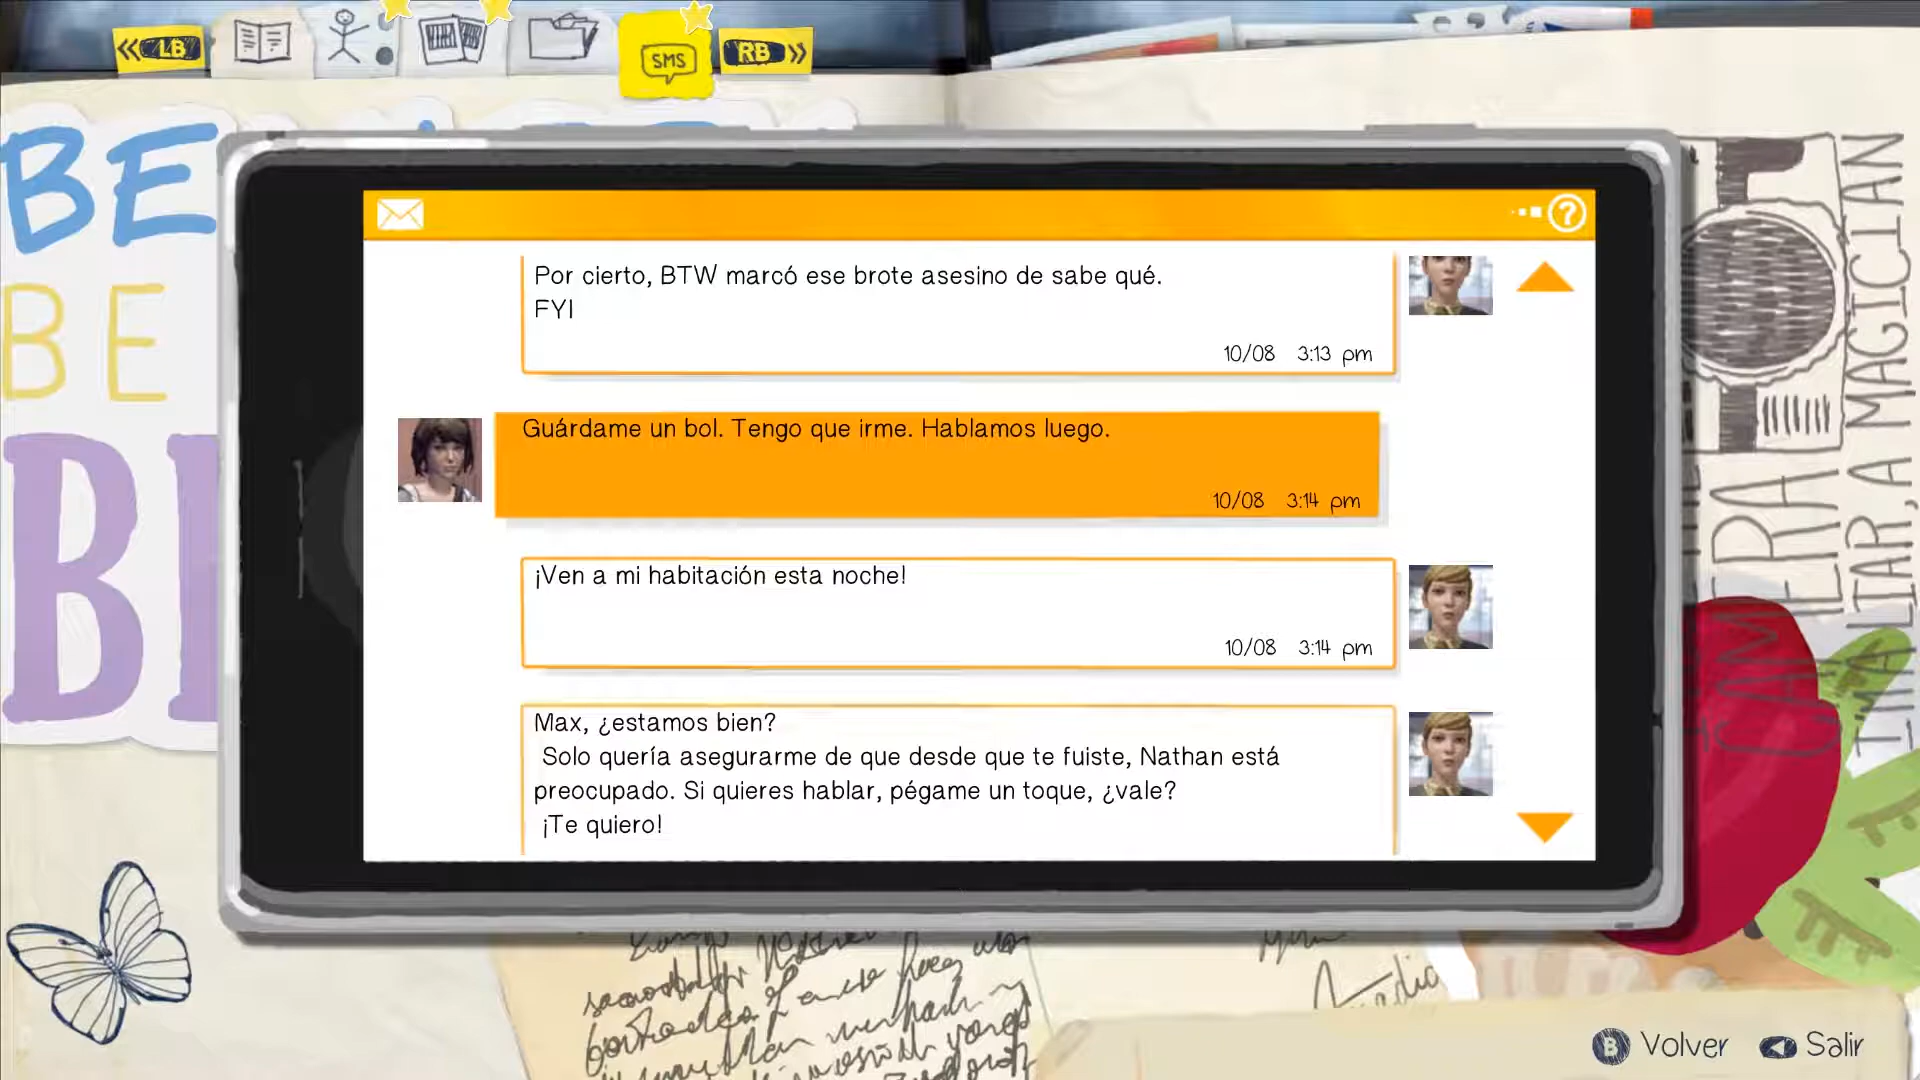 LB
SMS
RB
BE
BE
Por cierto, BTW marcó ese brote asesino de sabe qué.
FYI
10/08 3:13 pm
Guárdame un bol. Tengo que irme. Hablamos luego.
10/08 3:14 pm
¡Ven a mi habitación esta noche!
10/08 3:14 pm
Max, ¿estamos bien?
Solo quería asegurarme de que desde que te fuiste, Nathan está
preocupado. Si quieres hablar, pégame un toque, ¿vale?
¡Te quiero!
A MAGICIAN
B Volver
Salir